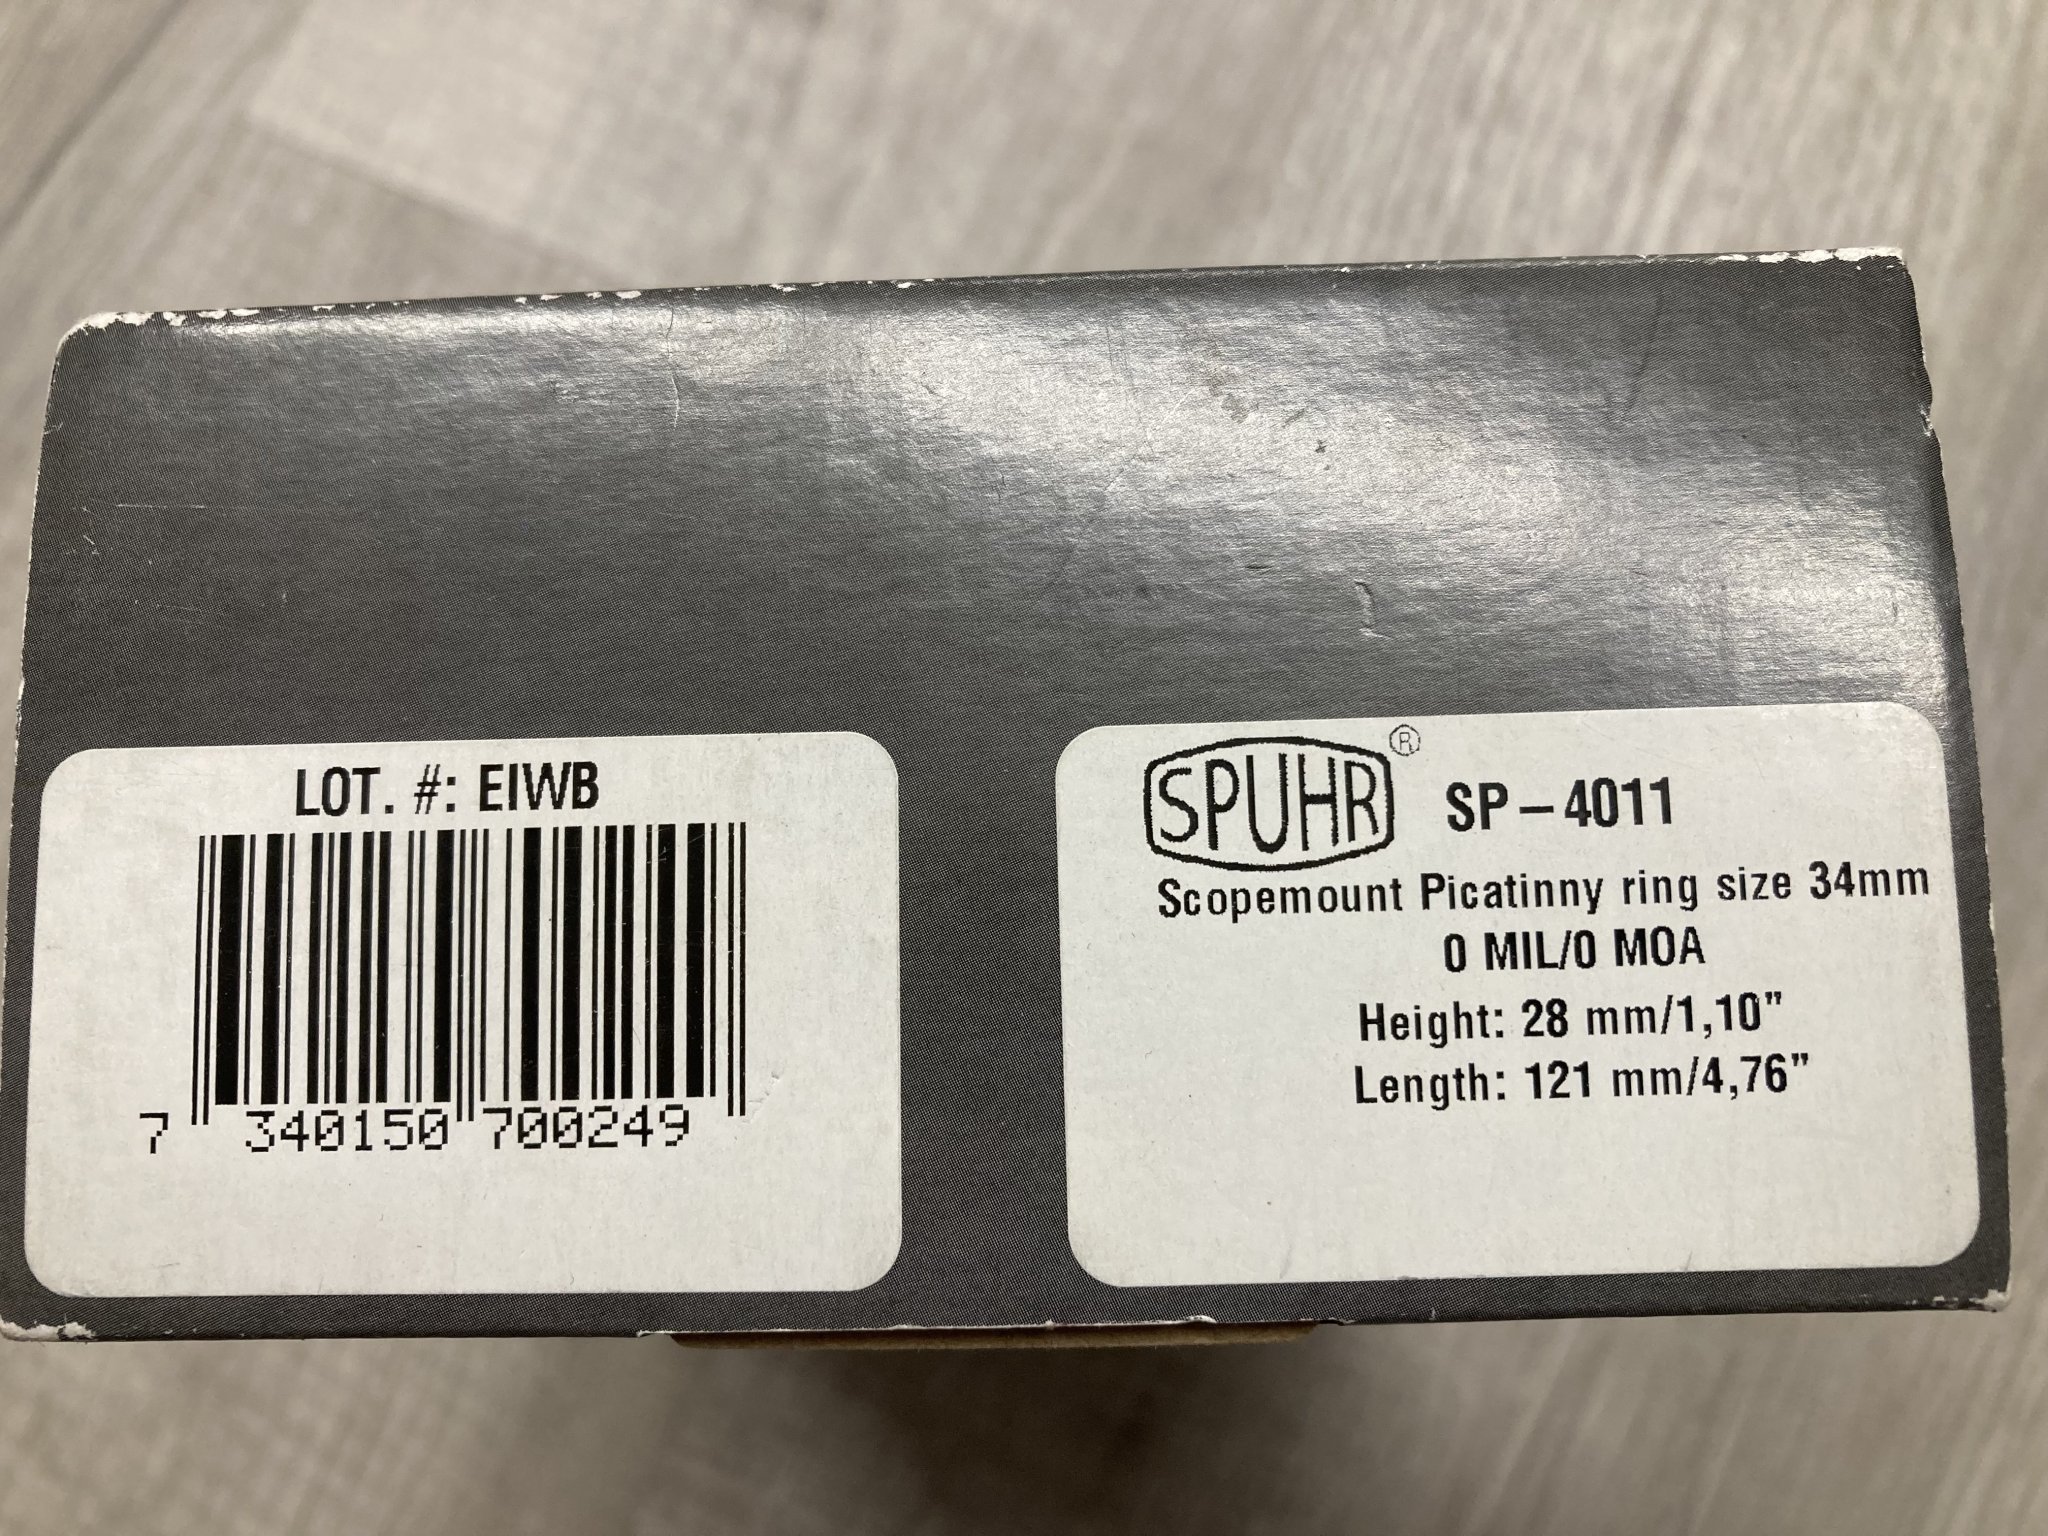 LOT. #: EIWB
7 340150 700249
SPUHR ® SP-4011
Scopemount Picatinny ring size 34mm
0 MIL/0 MOA
Height: 28 mm/1,10"
Length: 121 mm/4,76"